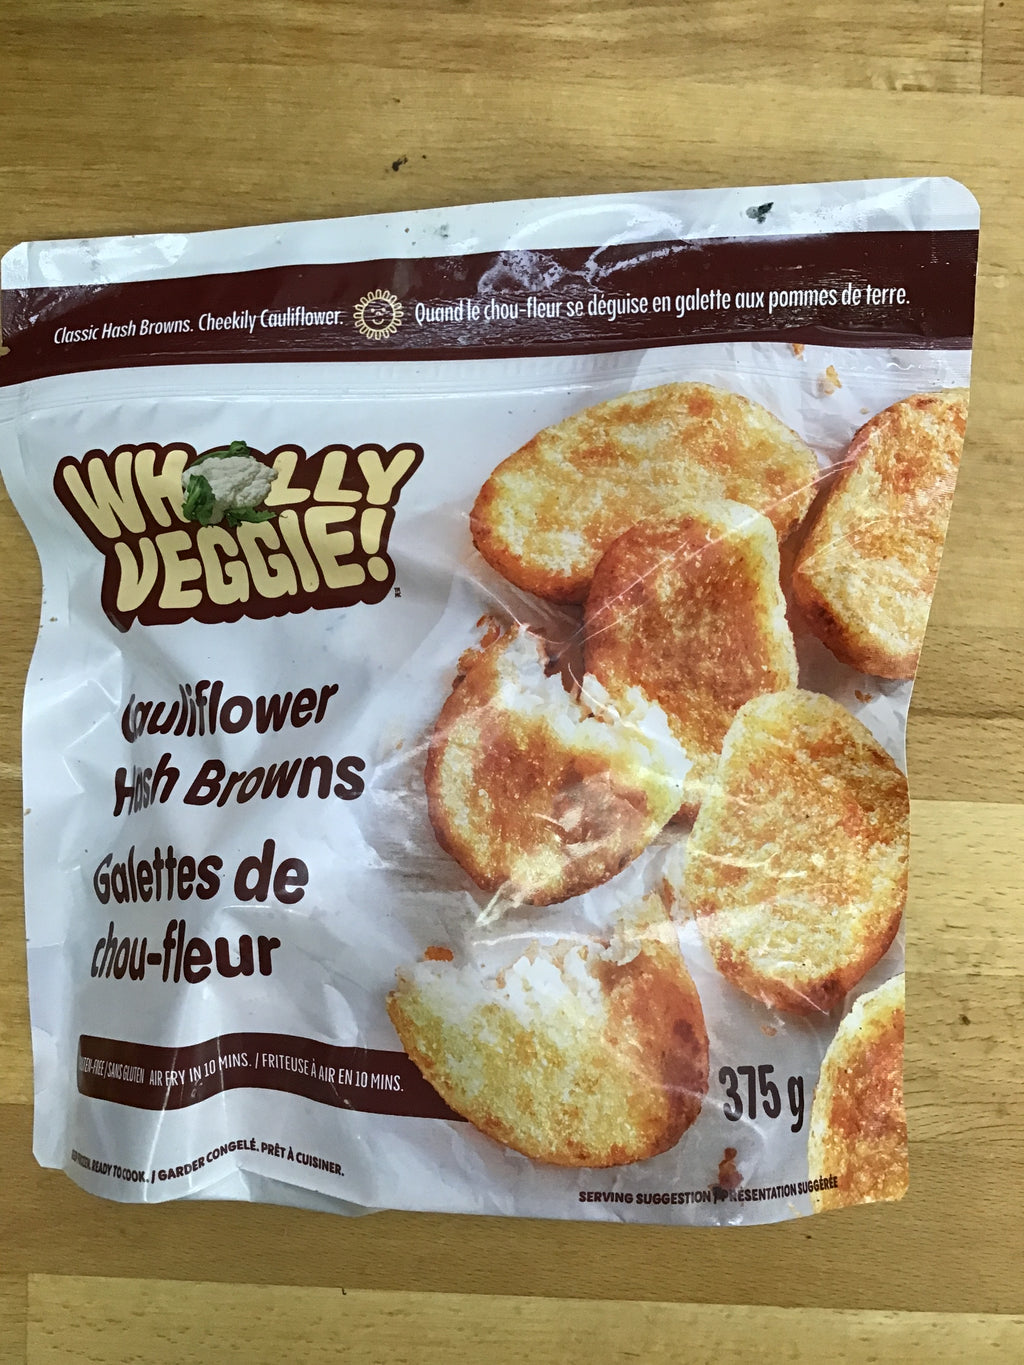 Classic Hash Browns. Cheekily Cauliflower. Quand le chou-fleur se déguise en galette aux pommes de terre.
WHOLLY
VEGGIE!
TM
Cauliflower
Hash Browns
Galettes de
chou-fleur
-FREE / SANS GLUTEN AIR FRY IN 10 MINS. / FRITEUSE À AIR EN 10 MINS.
375 g
READY TO COOK. / GARDER CONGELÉ. PRÊT À CUISINER.
SERVING SUGGESTION / PRÉSENTATION SUGGÉRÉE